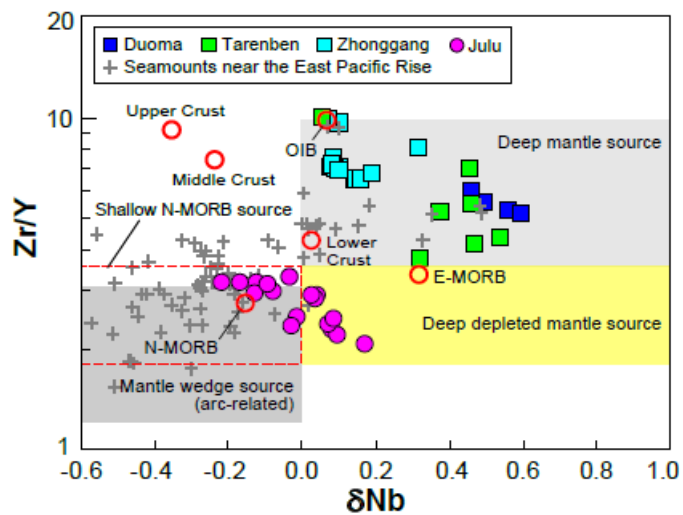 20
10
1
Zr/Y
Duoma Tarenben Zhonggang Julu
Seamounts near the East Pacific Rise
Upper Crust
OIB
Deep mantle source
Middle Crust
Shallow N-MORB source
Lower
Crust
E-MORB
N-MORB
Deep depleted mantle source
Mantle wedge source
(arc-related)
-0.6 -0.4 -0.2 0.0 0.2 0.4 0.6 0.8 1.0
δNb